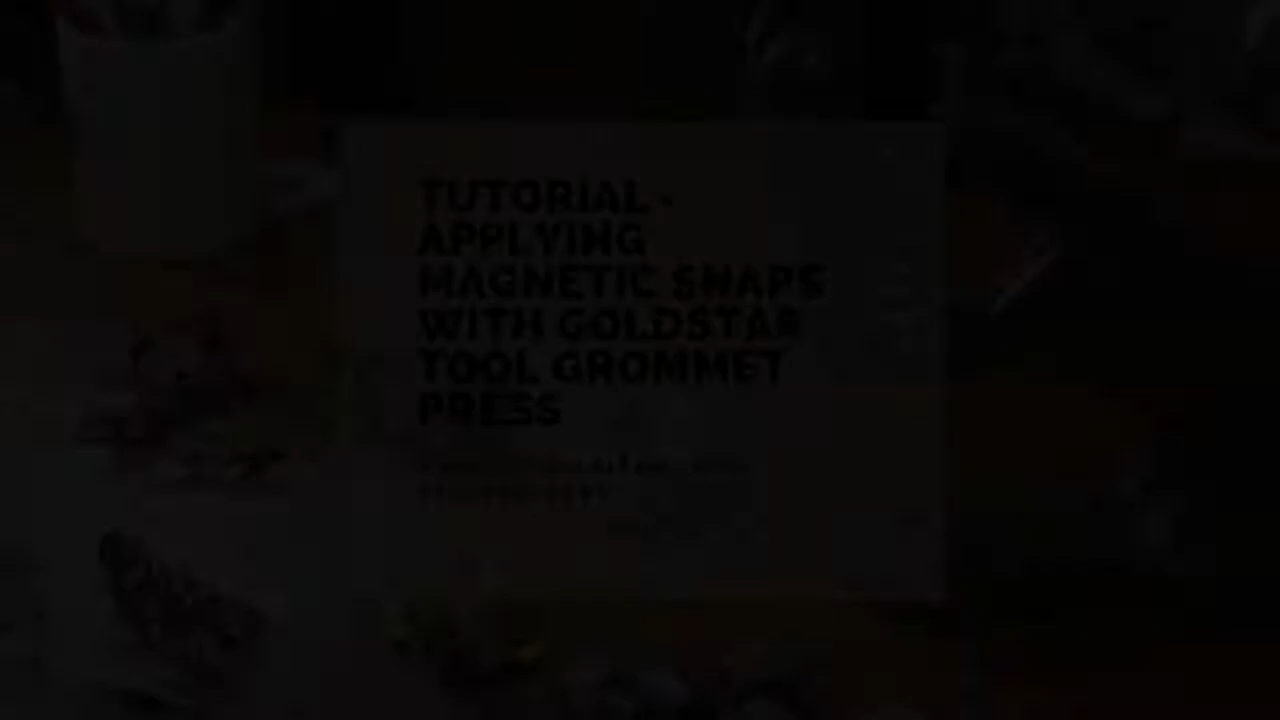 TUTORIAL -
APPLYING
MAGNETIC SNAPS
WITH GOLDSTAR
TOOL GROMMET
PRESS